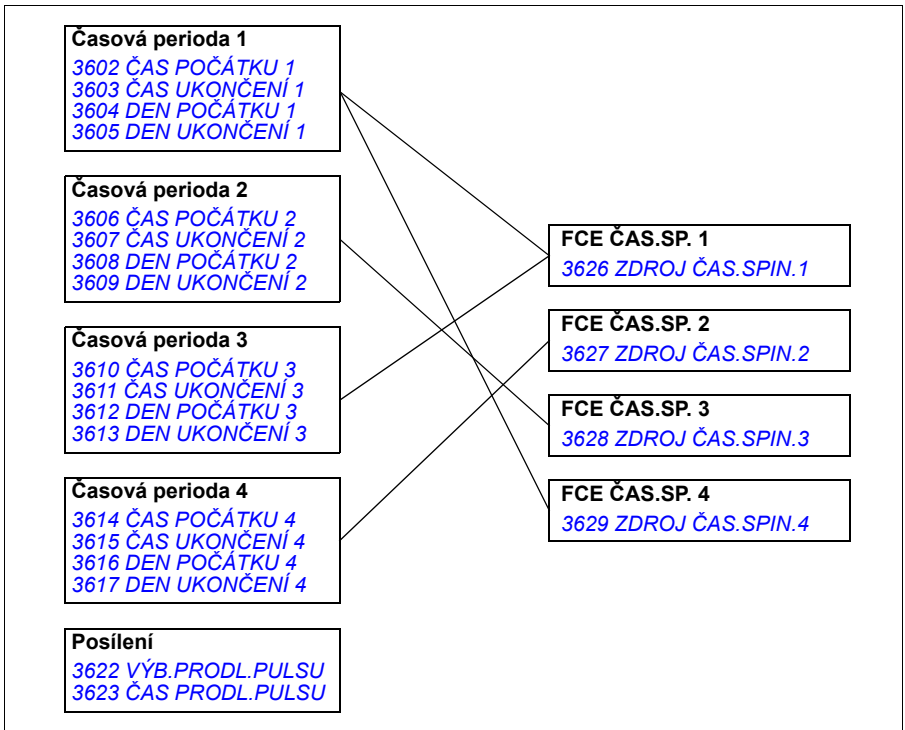 Časová perioda 1
3602 ČAS POČÁTKU 1
3603 ČAS UKONČENÍ 1
3604 DEN POČÁTKU 1
3605 DEN UKONČENÍ 1
Časová perioda 2
3606 ČAS POČÁTKU 2
3607 ČAS UKONČENÍ 2
3608 DEN POČÁTKU 2
3609 DEN UKONČENÍ 2
Časová perioda 3
3610 ČAS POČÁTKU 3
3611 ČAS UKONČENÍ 3
3612 DEN POČÁTKU 3
3613 DEN UKONČENÍ 3
Časová perioda 4
3614 ČAS POČÁTKU 4
3615 ČAS UKONČENÍ 4
3616 DEN POČÁTKU 4
3617 DEN UKONČENÍ 4
Posílení
3622 VÝB.PRODL.PULSU
3623 ČAS PRODL.PULSU
FCE ČAS.SP. 1
3626 ZDROJ ČAS.SPIN.1
FCE ČAS.SP. 2
3627 ZDROJ ČAS.SPIN.2
FCE ČAS.SP. 3
3628 ZDROJ ČAS.SPIN.3
FCE ČAS.SP. 4
3629 ZDROJ ČAS.SPIN.4